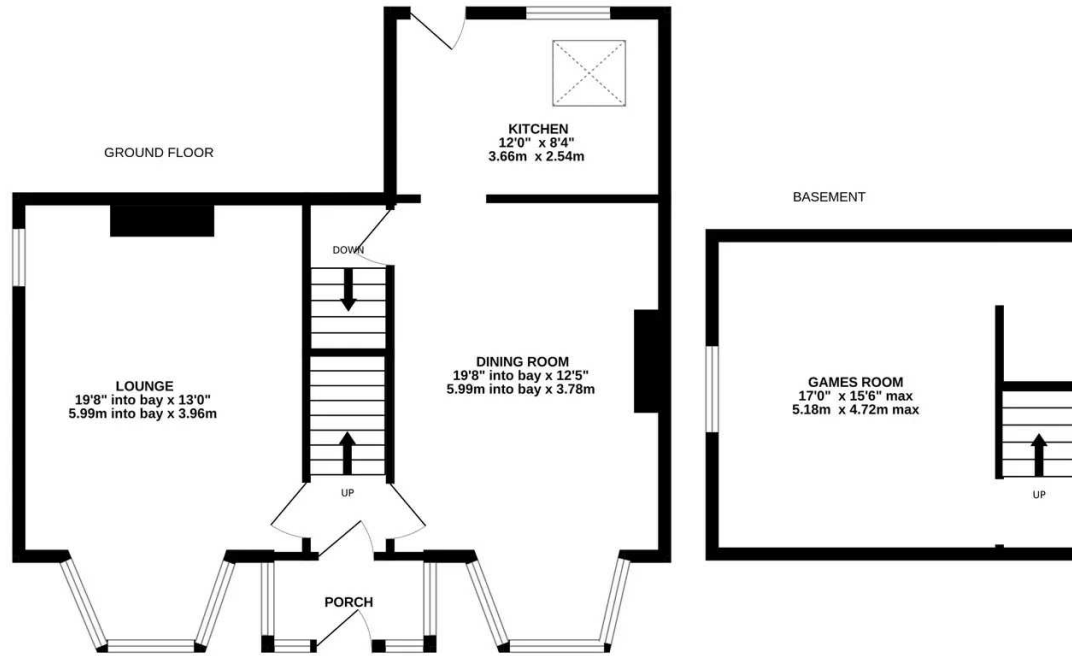 GROUND FLOOR
KITCHEN
12'0" x 8'4"
3.66m x 2.54m
DOWN
LOUNGE
19'8" into bay x 13'0"
5.99m into bay x 3.96m
DINING ROOM
19'8" into bay x 12'5"
5.99m into bay x 3.78m
UP
PORCH
BASEMENT
GAMES ROOM
17'0" x 15'6" max
5.18m x 4.72m max
UP